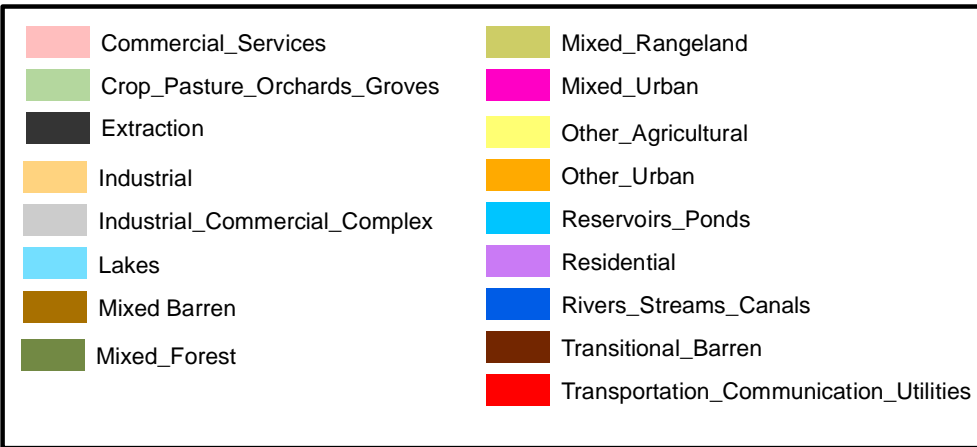 Commercial_Services
Crop_Pasture_Orchards_Groves
Extraction
Industrial
Industrial_Commercial_Complex
Lakes
Mixed Barren
Mixed_Forest
Mixed_Rangeland
Mixed_Urban
Other_Agricultural
Other_Urban
Reservoirs_Ponds
Residential
Rivers_Streams_Canals
Transitional_Barren
Transportation_Communication_Utilities